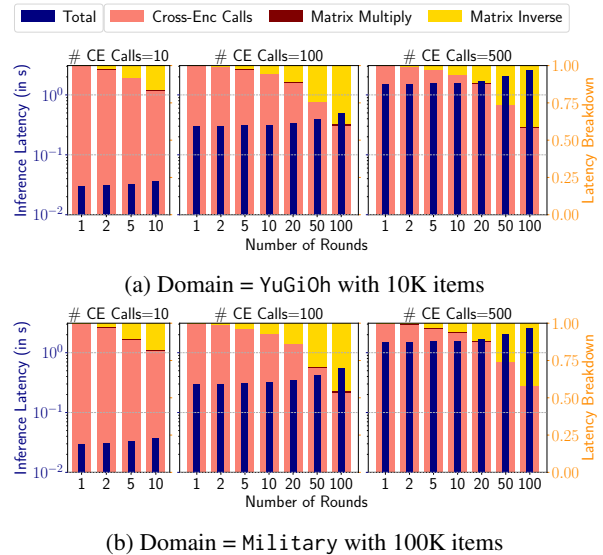 Total Cross-Enc Calls Matrix Multiply Matrix Inverse
# CE Calls=10 # CE Calls=100 # CE Calls=500
Inference Latency (in s)
10^0
10^-1
10^-2
1.00
0.75
0.50
0.25
0.00
Latency Breakdown
1 2 5 10 1 2 5 10 20 50 100 1 2 5 10 20 50 100
Number of Rounds
(a) Domain = YuGiOh with 10K items
# CE Calls=10 # CE Calls=100 # CE Calls=500
Inference Latency (in s)
10^0
10^-1
10^-2
1.00
0.75
0.50
0.25
0.00
Latency Breakdown
1 2 5 10 1 2 5 10 20 50 100 1 2 5 10 20 50 100
Number of Rounds
(b) Domain = Military with 100K items